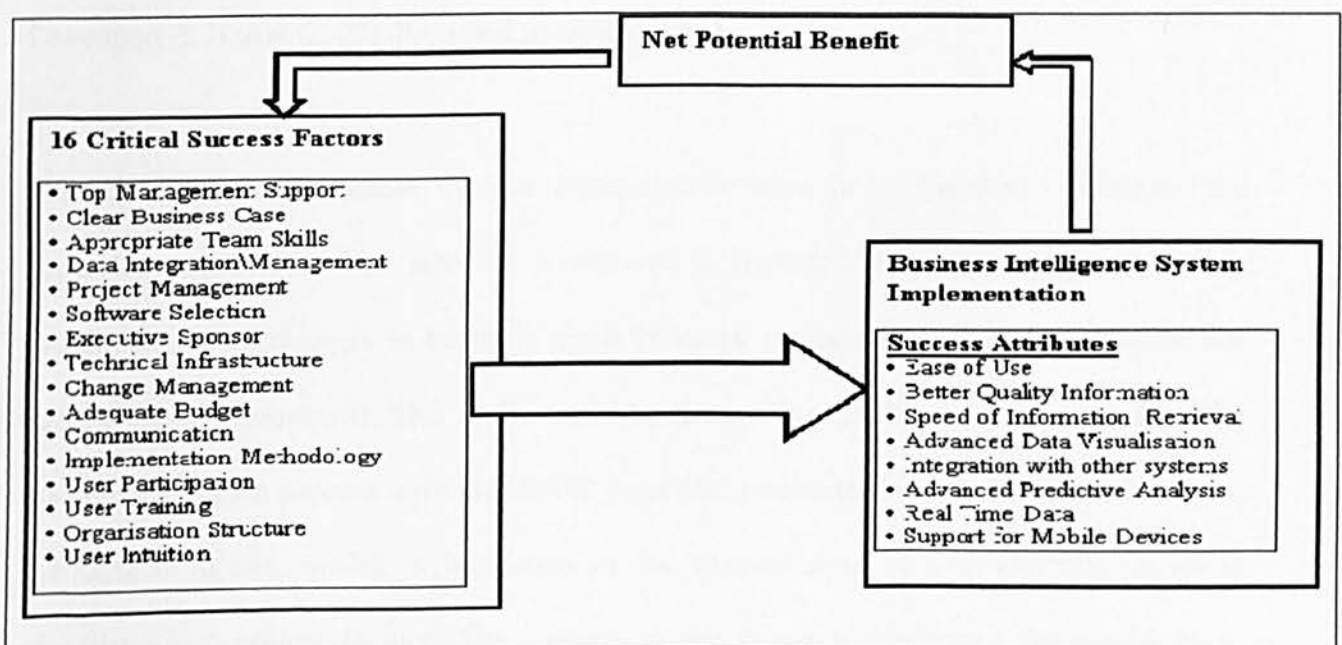 Net Potential Benefit
16 Critical Success Factors
• Top Management Support
• Clear Business Case
• Apprcpriate Team Skills
• Data Integration\Management
• Project Management
• Software Selection
• Executive Sponsor
• Technical Infrastructure
• Change Management
• Adequate Budget
• Communication
• Implementation Methodology
• User Participation
• User Training
• Organisation Structure
• User Intuition
Business Intelligence System
Implementation
Success Attributes
• Ease of Use
• Better Quality Information
• Speed of Information Retrieval
• Advanced Data Visualisation
• Integration with other systems
• Advanced Predictive Analysis
• Real Time Data
• Support for Mobile Devices